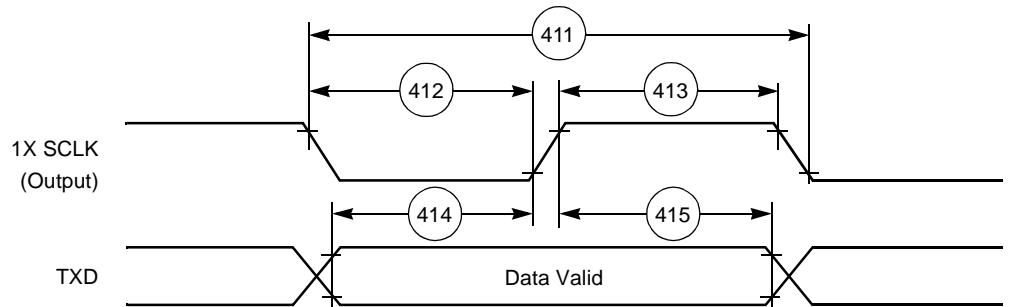 411
412
413
1X SCLK
(Output)
414
415
TXD
Data Valid